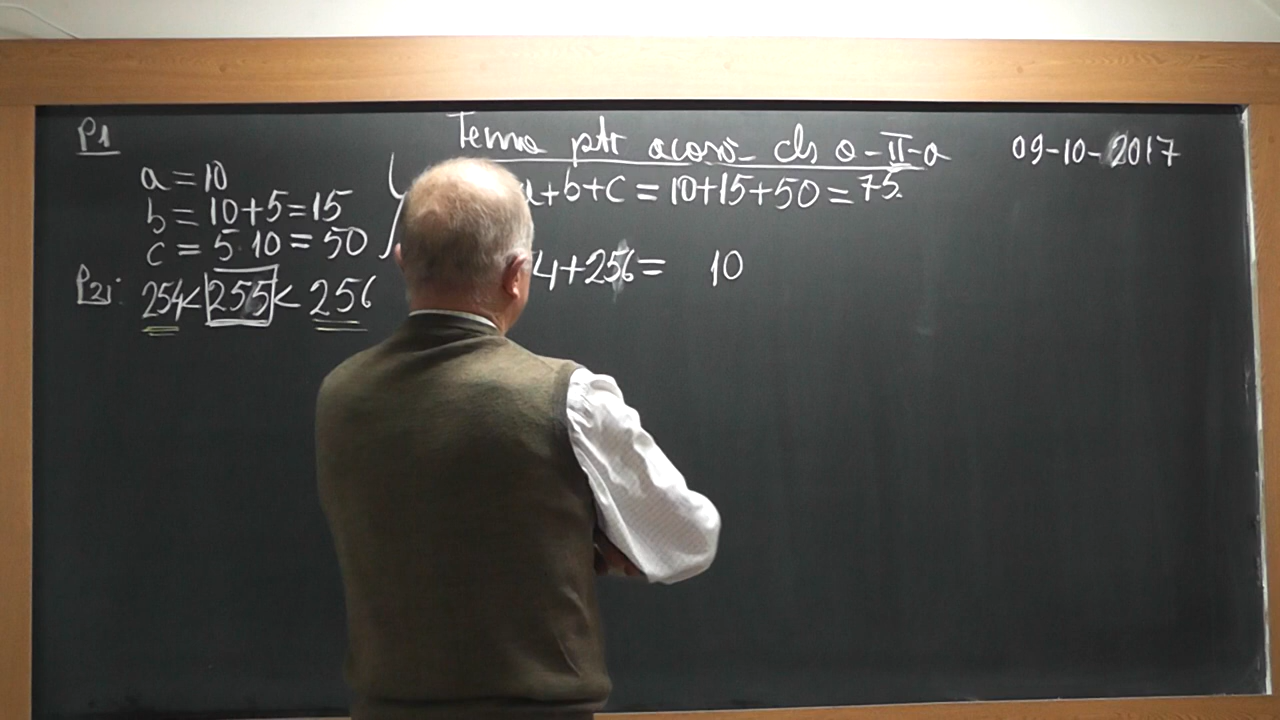 P1
Tema ptr acasă cls a-II-a 09-10-2017
a=10
b=10+5=15
c=5·10=50
a+b+c=10+15+50=75
P2: 254<255<256
4+256= 10